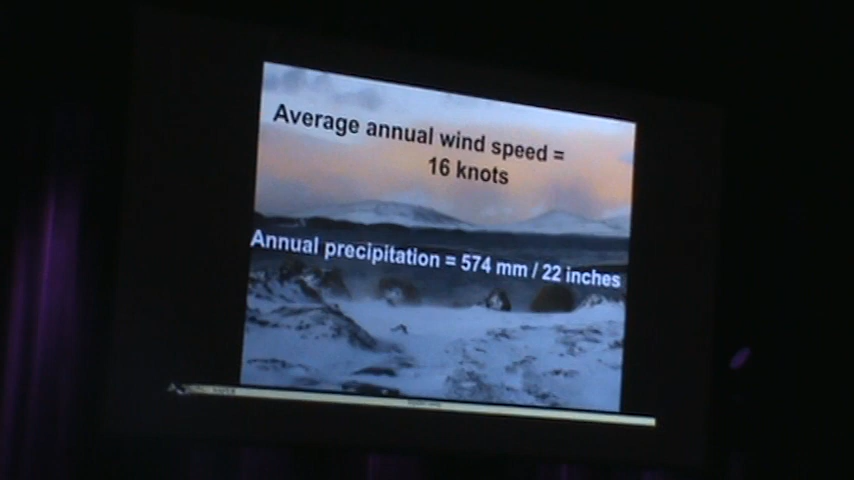 Average annual wind speed =
16 knots
Annual precipitation = 574 mm / 22 inches